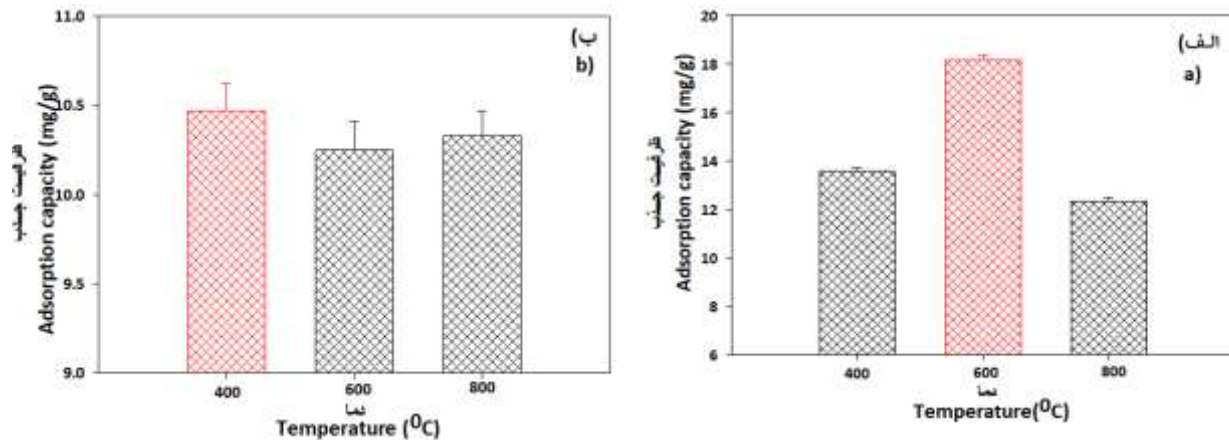 11.0
10.5
10.0
9.5
9.0
ظرفیت جذب
Adsorption capacity (mg/g)
ب)
b)
400
600
800
دما
Temperature (⁰C)
20
18
16
14
12
10
8
6
ظرفیت جذب
Adsorption capacity (mg/g)
الف)
a)
400
600
800
دما
Temperature(⁰C)